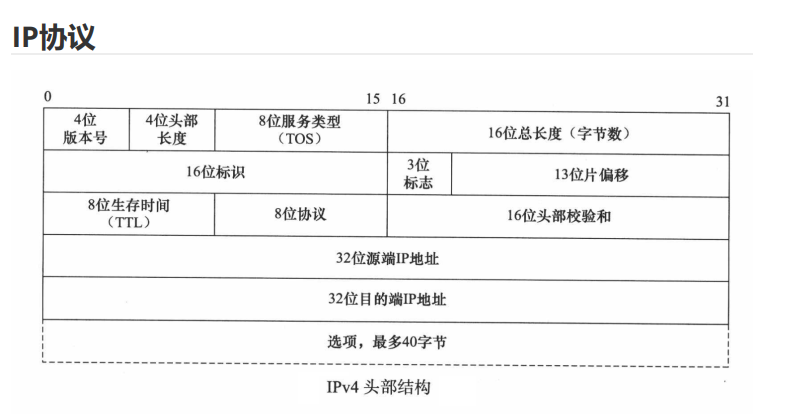 IP协议
0 15 16 31
4位
版本号
4位头部
长度
8位服务类型
（TOS）
16位总长度（字节数）
16位标识
3位
标志
13位片偏移
8位生存时间
（TTL）
8位协议
16位头部校验和
32位源端IP地址
32位目的端IP地址
选项，最多40字节
IPv4 头部结构